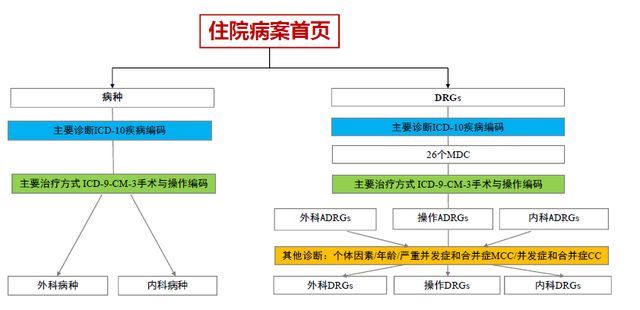 住院病案首页
病种
DRGs
主要诊断ICD-10疾病编码
主要诊断ICD-10疾病编码
26个MDC
主要治疗方式 ICD-9-CM-3手术与操作编码
主要治疗方式 ICD-9-CM-3手术与操作编码
外科ADRGs
操作ADRGs
内科ADRGs
其他诊断：个体因素/年龄/严重并发症和合并症MCC/并发症和合并症CC
外科病种
内科病种
外科DRGs
操作DRGs
内科DRGs